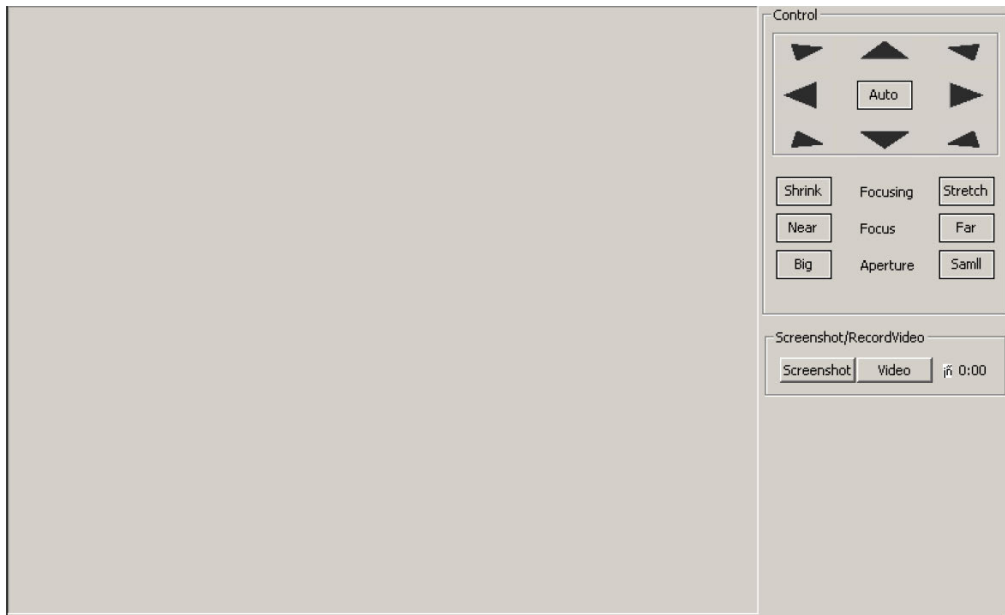 Control
Auto
Shrink Focusing Stretch
Near Focus Far
Big Aperture Samll
Screenshot/RecordVideo
Screenshot Video 0:00